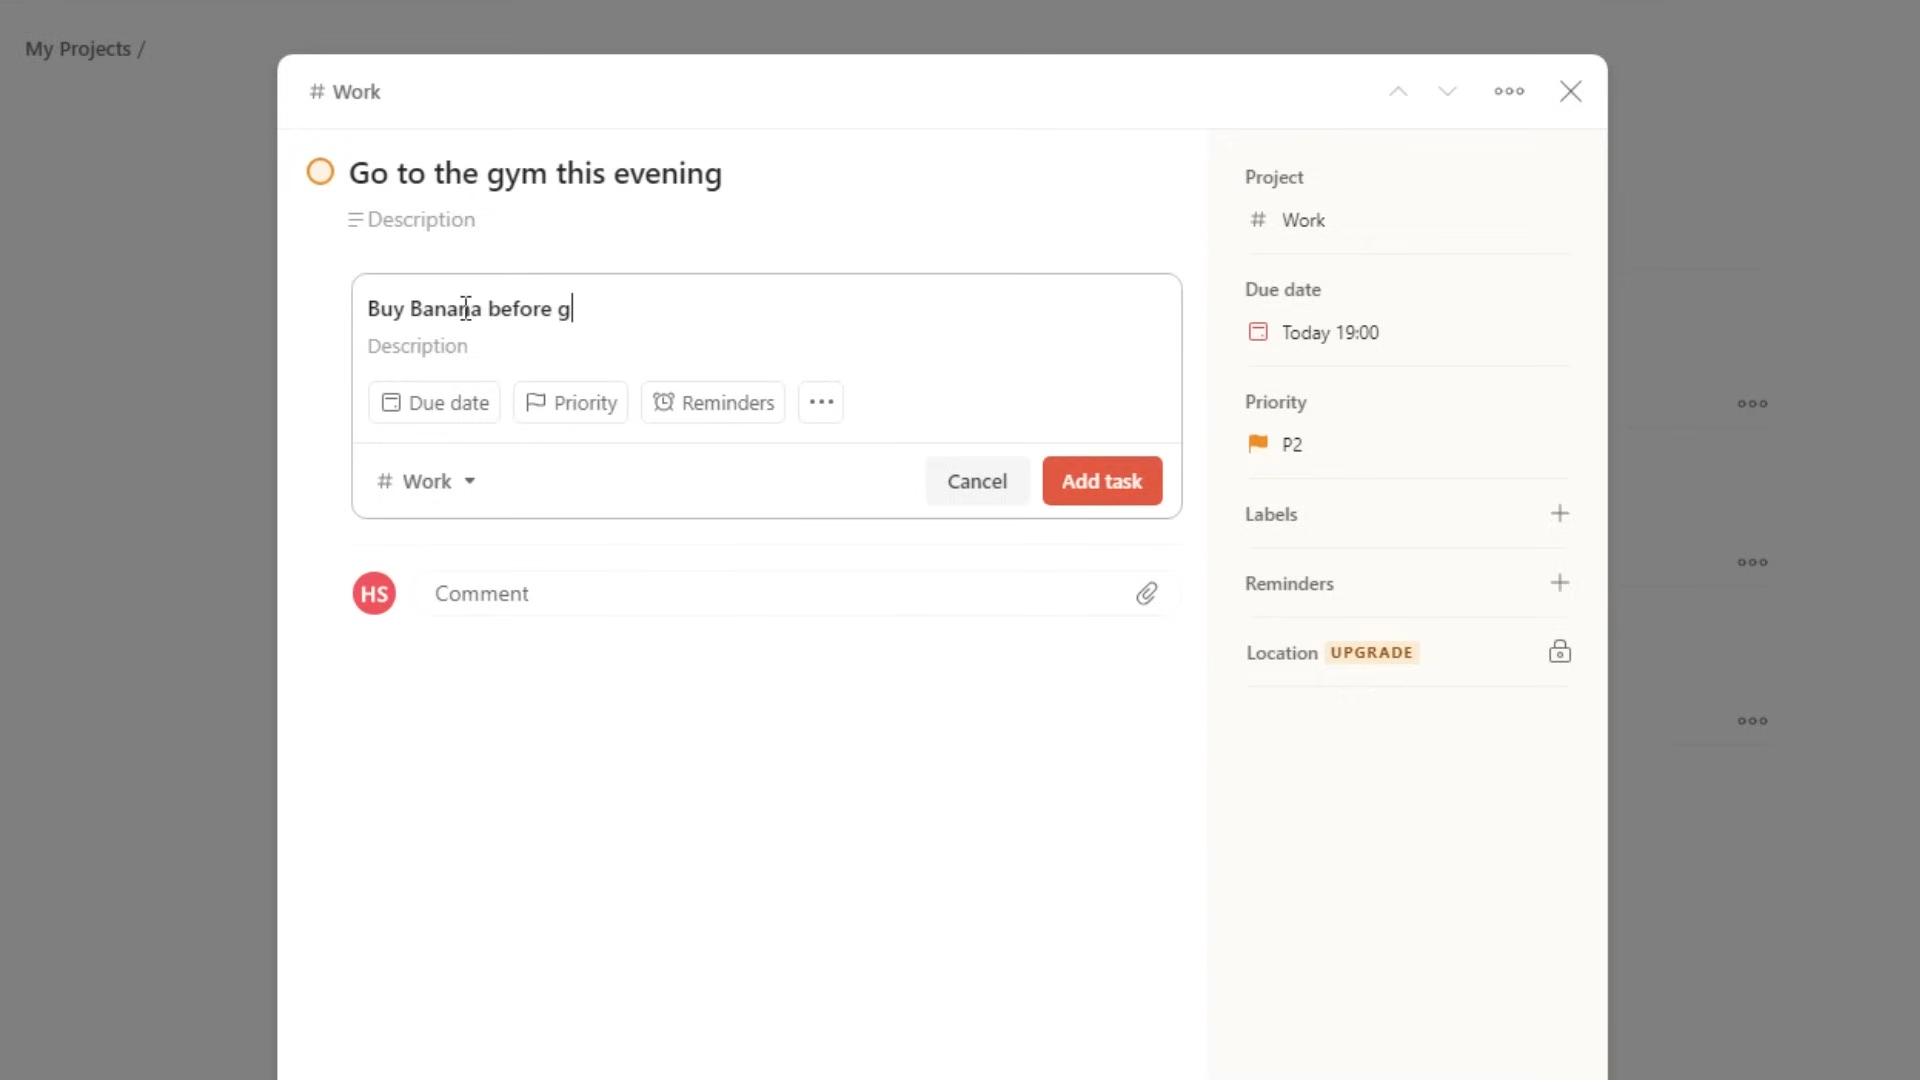 My Projects /
# Work
Go to the gym this evening
Description
Buy Banana before g
Description
Due date
Priority
Reminders
# Work
Cancel
Add task
HS
Comment
Project
# Work
Due date
Today 19:00
Priority
P2
Labels
Reminders
Location UPGRADE